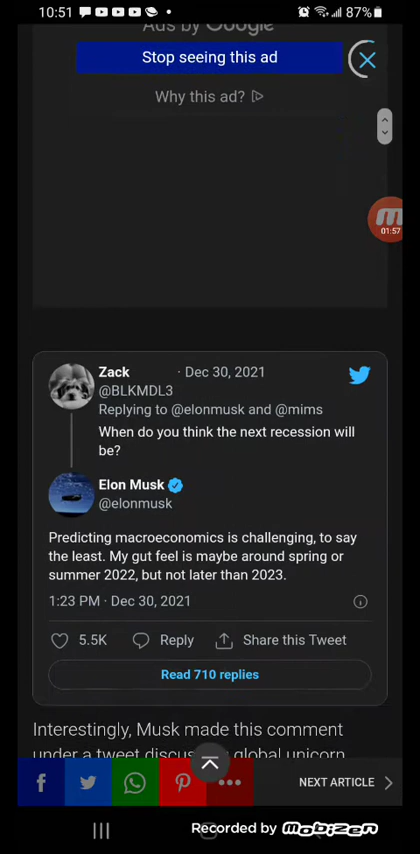 10:51 87%
Ads by Google
Stop seeing this ad
Why this ad?
01:57
Zack · Dec 30, 2021
@BLKMDL3
Replying to @elonmusk and @mims
When do you think the next recession will
be?
Elon Musk
@elonmusk
Predicting macroeconomics is challenging, to say
the least. My gut feel is maybe around spring or
summer 2022, but not later than 2023.
1:23 PM · Dec 30, 2021
5.5K Reply Share this Tweet
Read 710 replies
Interestingly, Musk made this comment
under a tweet global unicorn
NEXT ARTICLE
Recorded by mobizen